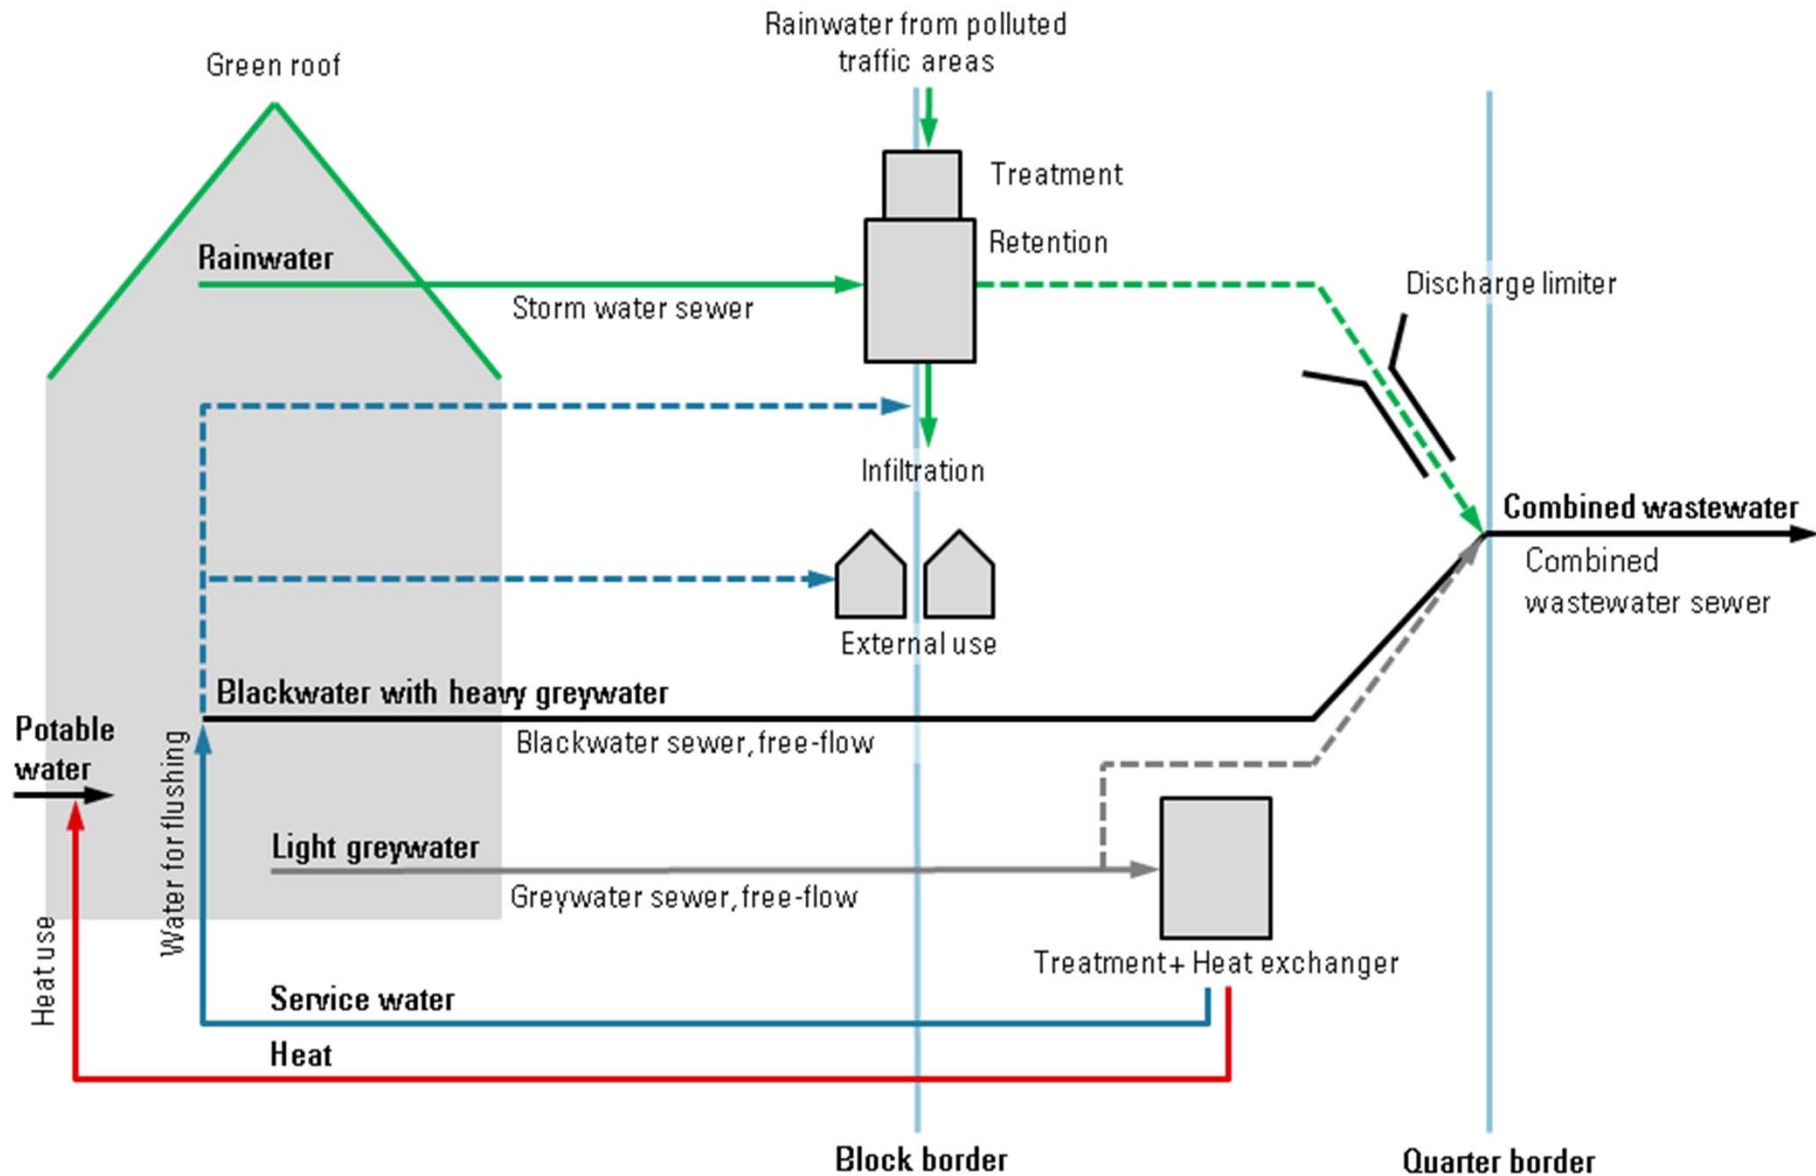 Rainwater from polluted
traffic areas
Green roof
Treatment
Retention
Rainwater
Storm water sewer
Discharge limiter
Infiltration
Combined wastewater
Combined
wastewater sewer
External use
Blackwater with heavy greywater
Blackwater sewer, free-flow
Potable
water
Water for flushing
Light greywater
Greywater sewer, free-flow
Heat use
Treatment+ Heat exchanger
Service water
Heat
Block border
Quarter border